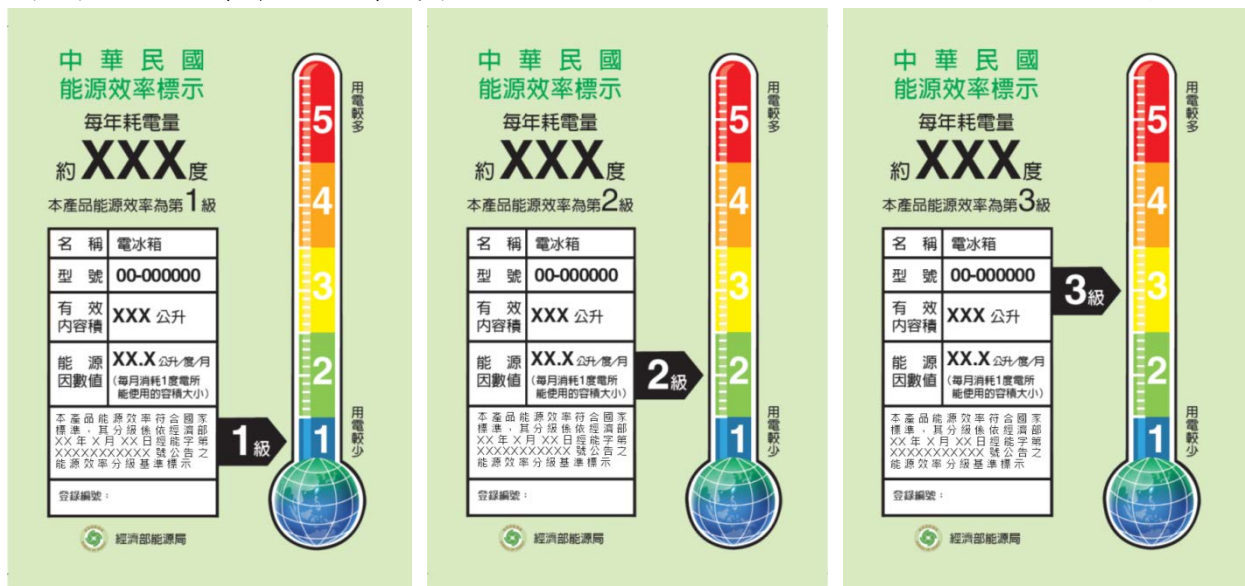 中華民國
能源效率標示
每年耗電量
約XXX度
本產品能源效率為第1級
名稱 電冰箱
型號 00-000000
有效內容積 XXX 公升
能源因數值 XX.X 公升/度/月
(每月消耗1度電所
能使用的容積大小)
本產品能源效率符合國家
標準，其分級係依經濟部
XX年X月XX日經能字第
XXXXXXXXXXX號公告之
能源效率分級基準標示
登錄編號：
經濟部能源局
1級
用電較多
5
4
3
2
1
用電較少
中華民國
能源效率標示
每年耗電量
約XXX度
本產品能源效率為第2級
名稱 電冰箱
型號 00-000000
有效內容積 XXX 公升
能源因數值 XX.X 公升/度/月
(每月消耗1度電所
能使用的容積大小)
本產品能源效率符合國家
標準，其分級係依經濟部
XX年X月XX日經能字第
XXXXXXXXXXX號公告之
能源效率分級基準標示
登錄編號：
經濟部能源局
2級
用電較多
5
4
3
2
1
用電較少
中華民國
能源效率標示
每年耗電量
約XXX度
本產品能源效率為第3級
名稱 電冰箱
型號 00-000000
有效內容積 XXX 公升
能源因數值 XX.X 公升/度/月
(每月消耗1度電所
能使用的容積大小)
本產品能源效率符合國家
標準，其分級係依經濟部
XX年X月XX日經能字第
XXXXXXXXXXX號公告之
能源效率分級基準標示
登錄編號：
經濟部能源局
3級
用電較多
5
4
3
2
1
用電較少